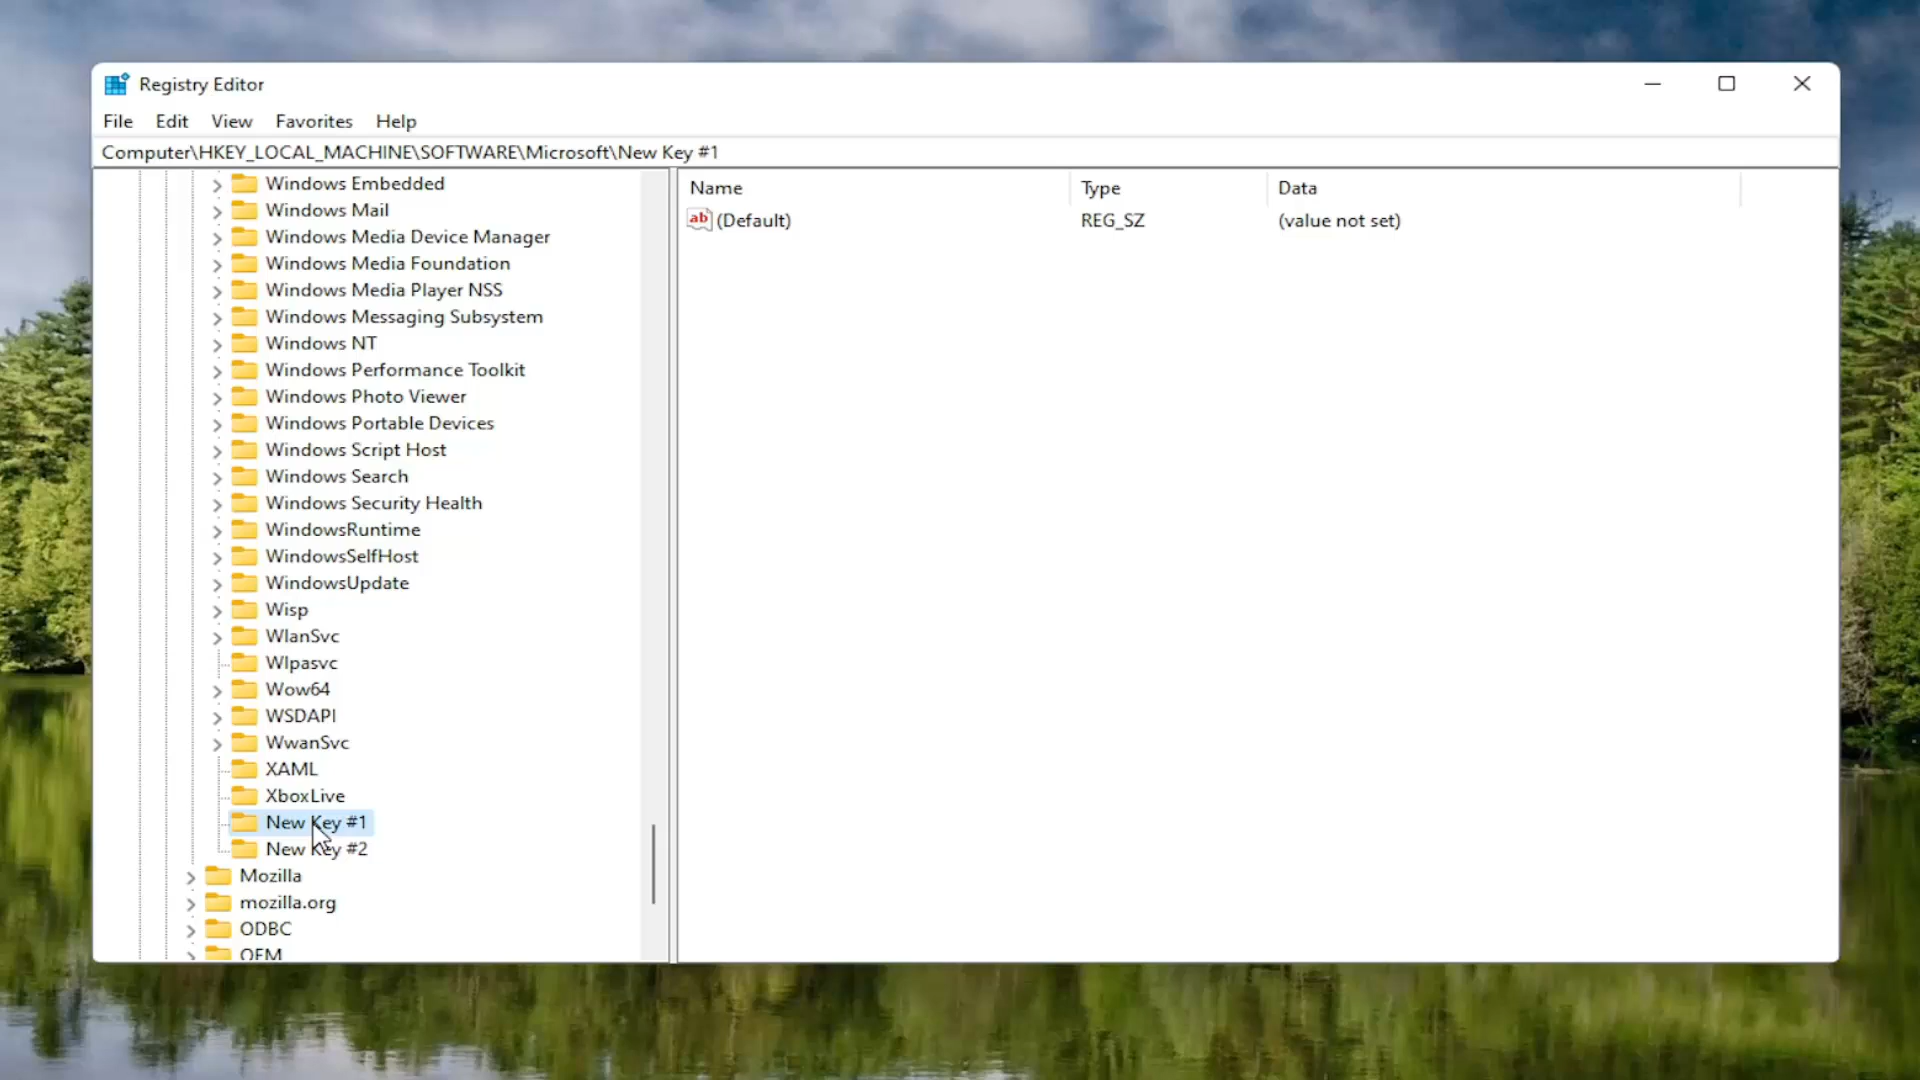 Registry Editor
File Edit View Favorites Help
Computer\HKEY_LOCAL_MACHINE\SOFTWARE\Microsoft\New Key #1
Windows Embedded
Windows Mail
Windows Media Device Manager
Windows Media Foundation
Windows Media Player NSS
Windows Messaging Subsystem
Windows NT
Windows Performance Toolkit
Windows Photo Viewer
Windows Portable Devices
Windows Script Host
Windows Search
Windows Security Health
WindowsRuntime
WindowsSelfHost
WindowsUpdate
Wisp
WlanSvc
Wlpasvc
Wow64
WSDAPI
WwanSvc
XAML
XboxLive
New Key #1
New Key #2
Mozilla
mozilla.org
ODBC
OEM
Name Type Data
ab (Default) REG_SZ (value not set)